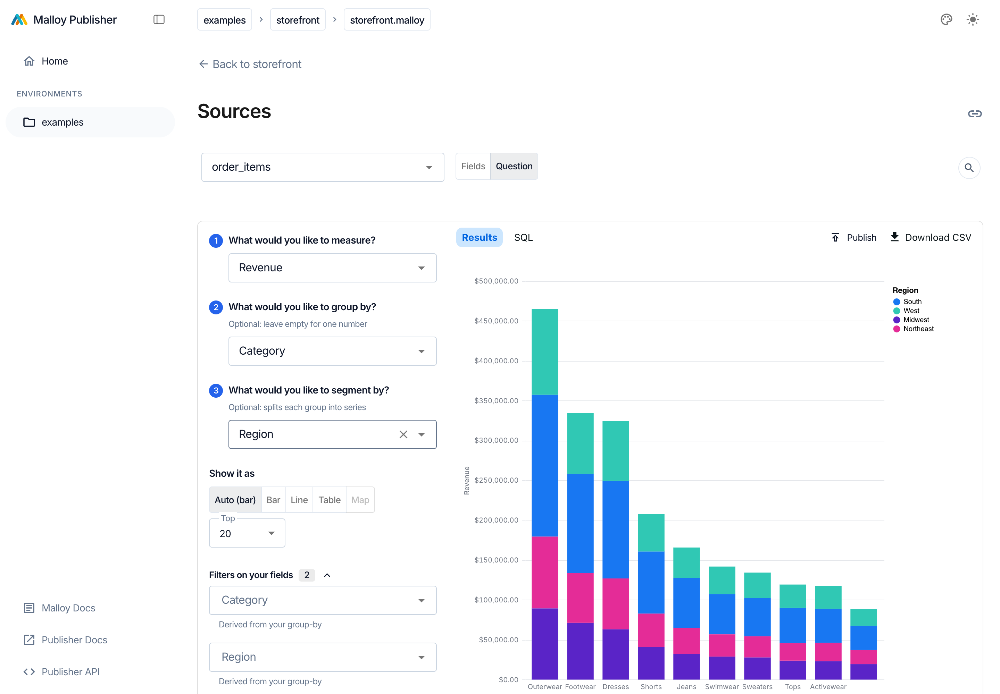 Malloy Publisher
examples
storefront
storefront.malloy
Home
Back to storefront
ENVIRONMENTS
examples
Sources
order_items
Fields
Question
1 What would you like to measure?
Revenue
2 What would you like to group by?
Optional: leave empty for one number
Category
3 What would you like to segment by?
Optional: splits each group into series
Region
Show it as
Auto (bar)
Bar
Line
Table
Map
Top
20
Filters on your fields 2
Category
Derived from your group-by
Region
Derived from your group-by
Results
SQL
Publish
Download CSV
$500,000.00
$450,000.00
$400,000.00
$350,000.00
$300,000.00
$250,000.00
$200,000.00
$150,000.00
$100,000.00
$50,000.00
$0.00
Revenue
Outerwear Footwear Dresses Shorts Jeans Swimwear Sweaters Tops Activewear
Region
South
West
Midwest
Northeast
Malloy Docs
Publisher Docs
Publisher API